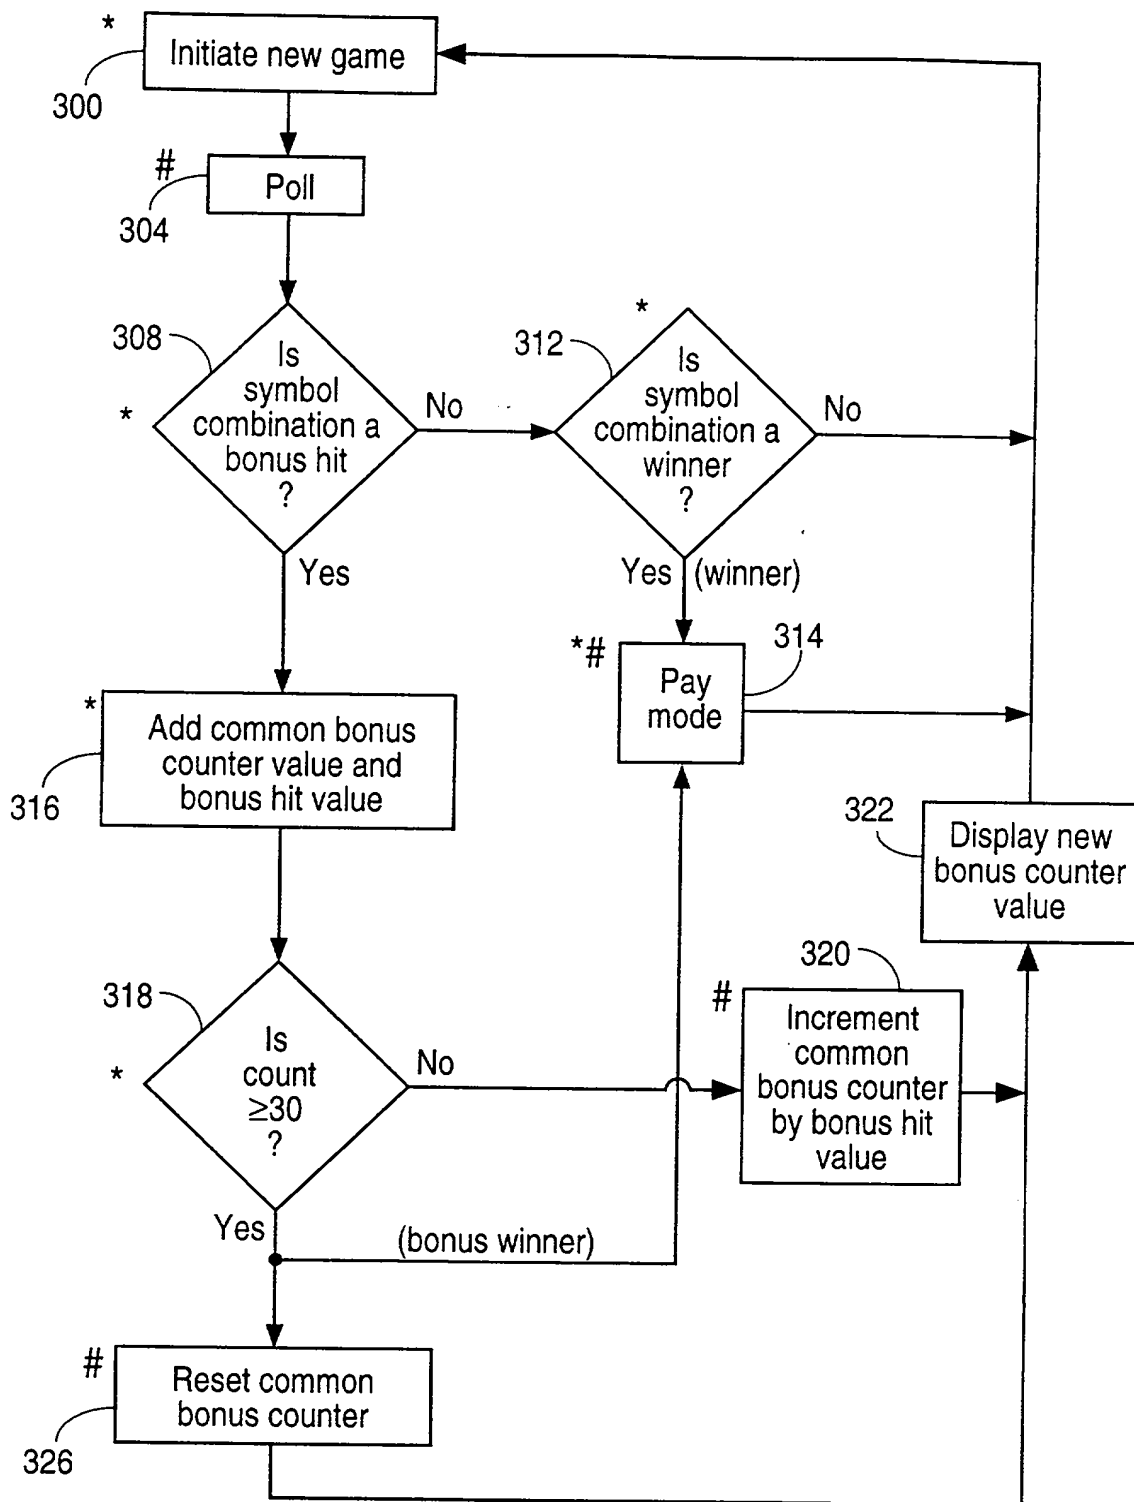 *
Initiate new game
300
#
Poll
304
308
Is
symbol
combination a
bonus hit
?
*
No
Yes
*
312
Is
symbol
combination a
winner
?
No
Yes (winner)
*#
314
Pay
mode
*
Add common bonus
counter value and
bonus hit value
316
322
Display new
bonus counter
value
318
Is
count
≥30
?
*
No
Yes
(bonus winner)
320
#
Increment
common
bonus counter
by bonus hit
value
#
Reset common
bonus counter
326